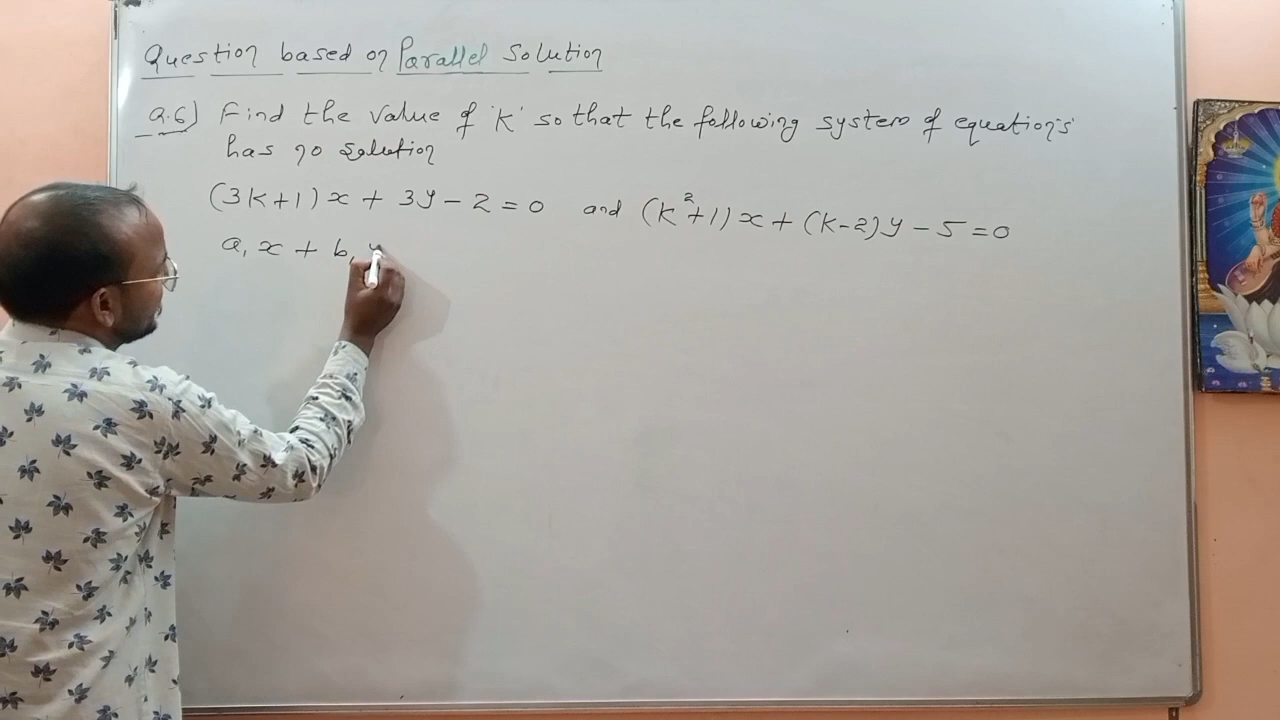 Question based on Parallel Solution
Q.6) Find the value of 'K' so that the following system of equation's
has no solution
(3K+1)x + 3y - 2 = 0 and (K²+1)x + (K-2)y - 5 = 0
a₁x + b₁y